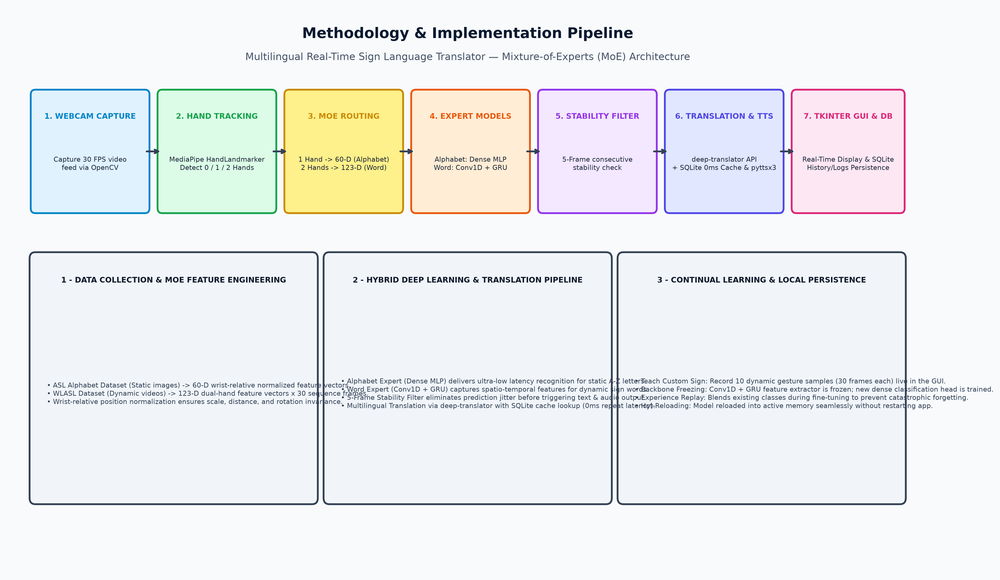 Methodology & Implementation Pipeline
Multilingual Real-Time Sign Language Translator — Mixture-of-Experts (MoE) Architecture
1. WEBCAM CAPTURE
Capture 30 FPS video
feed via OpenCV
2. HAND TRACKING
MediaPipe HandLandmarker
Detect 0 / 1 / 2 Hands
3. MOE ROUTING
1 Hand -> 60-D (Alphabet)
2 Hands -> 123-D (Word)
4. EXPERT MODELS
Alphabet: Dense MLP
Word: Conv1D + GRU
5. STABILITY FILTER
5-Frame consecutive
stability check
6. TRANSLATION & TTS
deep-translator API
+ SQLite 0ms Cache & pyttsx3
7. TKINTER GUI & DB
Real-Time Display & SQLite
History/Logs Persistence
1 - DATA COLLECTION & MOE FEATURE ENGINEERING
• ASL Alphabet Dataset (Static images) -> 60-D wrist-relative normalized feature vectors.
• WLASL Dataset (Dynamic videos) -> 123-D dual-hand feature vectors x 30 sequence frames.
• Wrist-relative position normalization ensures scale, distance, and rotation invariance.
2 - HYBRID DEEP LEARNING & TRANSLATION PIPELINE
• Alphabet Expert (Dense MLP) delivers ultra-low latency recognition for static A-Z letters.
• Word Expert (Conv1D + GRU) captures spatio-temporal features for dynamic sign words.
• 5-Frame Stability Filter eliminates prediction jitter before triggering text & audio output.
• Multilingual Translation via deep-translator with SQLite cache lookup (0ms repeat latency).
3 - CONTINUAL LEARNING & LOCAL PERSISTENCE
• Teach Custom Sign: Record 10 dynamic gesture samples (30 frames each) live in the GUI.
• Backbone Freezing: Conv1D + GRU feature extractor is frozen; new dense classification head is trained.
• Experience Replay: Blends existing classes during fine-tuning to prevent catastrophic forgetting.
• Hot-Reloading: Model reloaded into active memory seamlessly without restarting app.